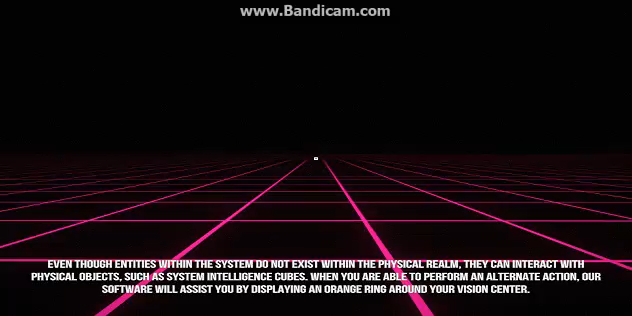 www.Bandicam.com
EVEN THOUGH ENTITIES WITHIN THE SYSTEM DO NOT EXIST WITHIN THE PHYSICAL REALM, THEY CAN INTERACT WITH
PHYSICAL OBJECTS, SUCH AS SYSTEM INTELLIGENCE CUBES. WHEN YOU ARE ABLE TO PERFORM AN ALTERNATE ACTION, OUR
SOFTWARE WILL ASSIST YOU BY DISPLAYING AN ORANGE RING AROUND YOUR VISION CENTER.